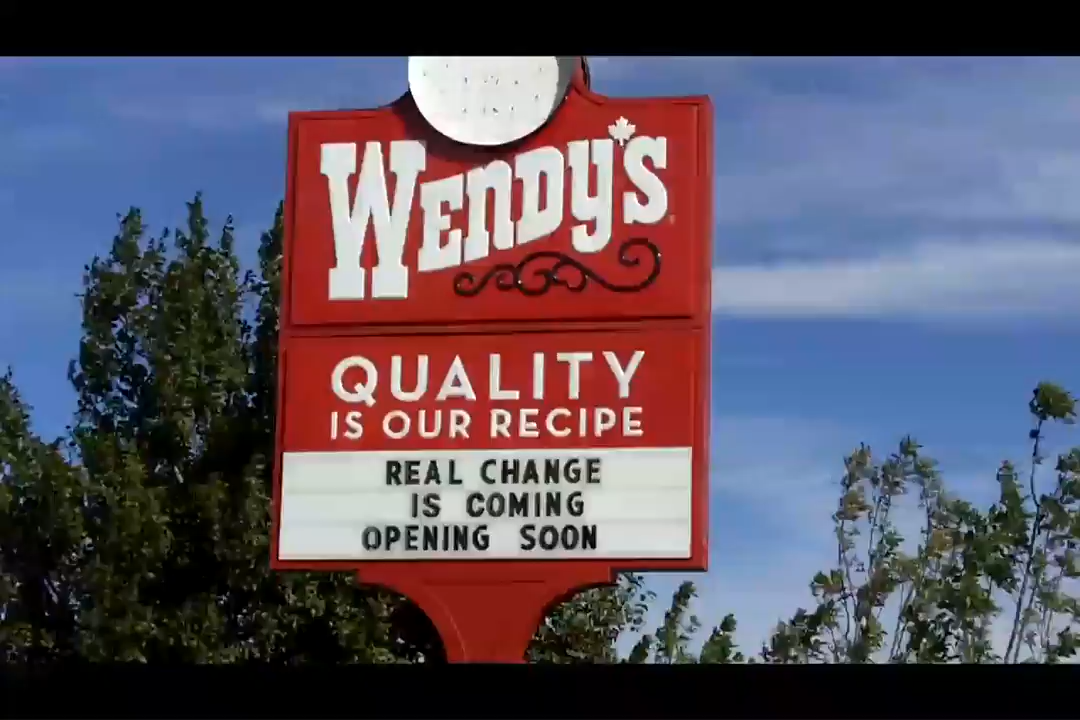 WENDY'S
QUALITY
IS OUR RECIPE
REAL CHANGE
IS COMING
OPENING SOON